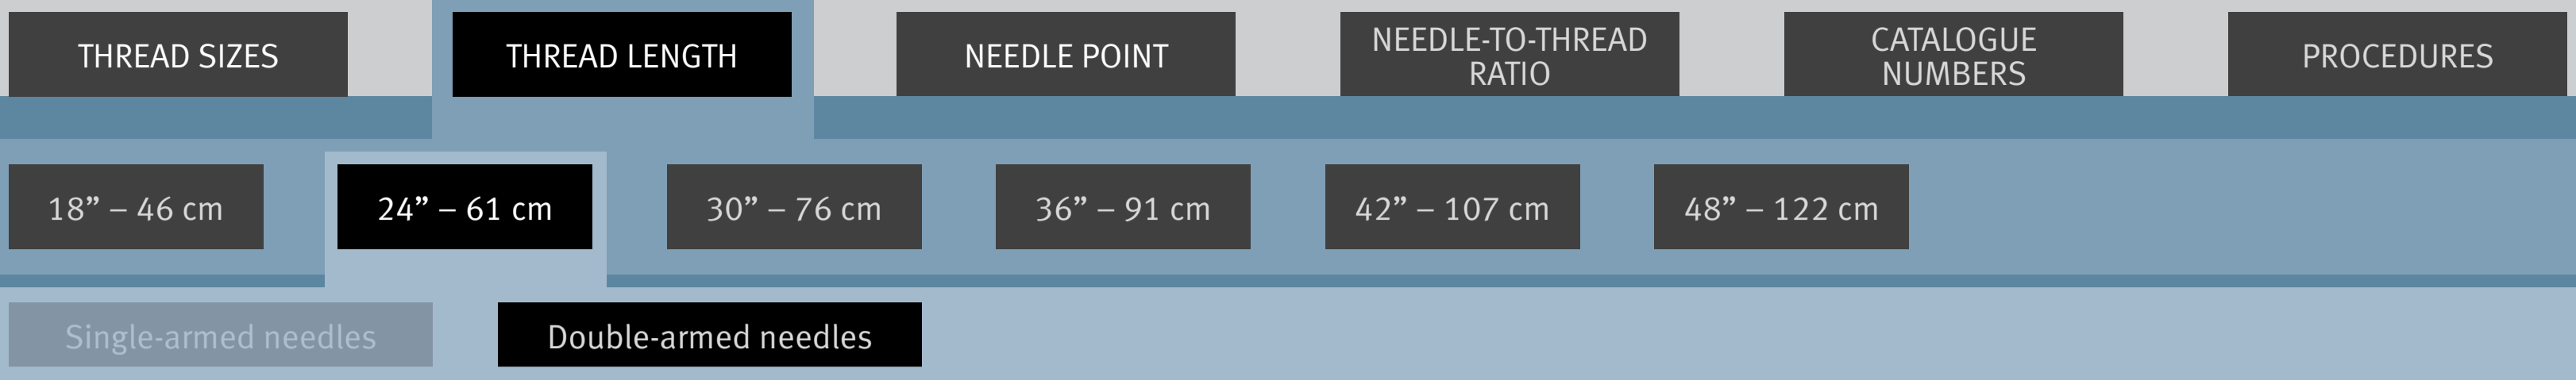 THREAD SIZES
THREAD LENGTH
NEEDLE POINT
NEEDLE-TO-THREAD
RATIO
CATALOGUE
NUMBERS
PROCEDURES
18” – 46 cm
24” – 61 cm
30” – 76 cm
36” – 91 cm
42” – 107 cm
48” – 122 cm
Single-armed needles
Double-armed needles